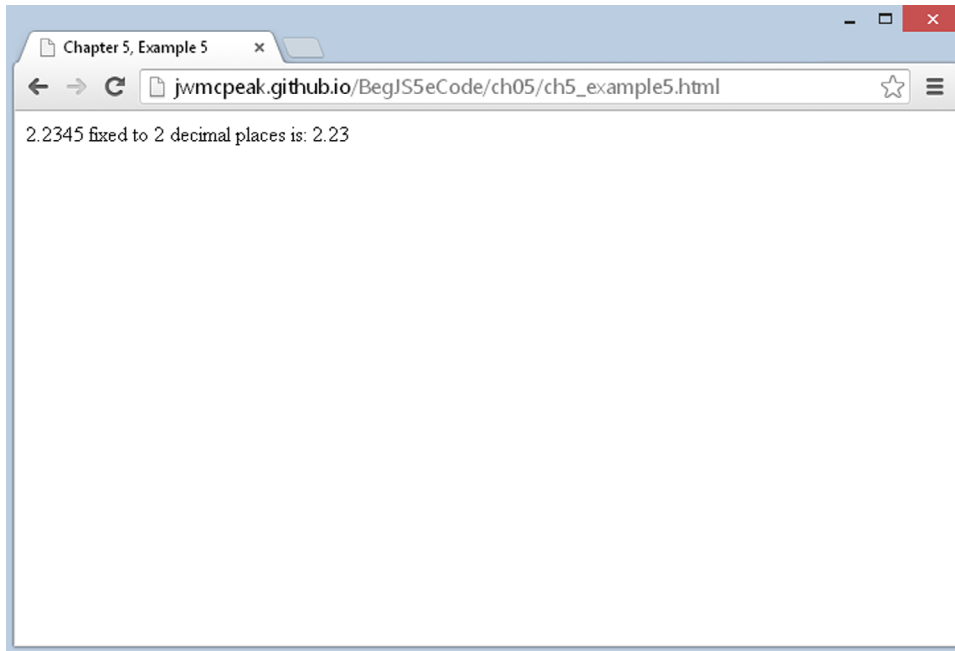 Chapter 5, Example 5
jwmcpeak.github.io/BegJS5eCode/ch05/ch5_example5.html
2.2345 fixed to 2 decimal places is: 2.23